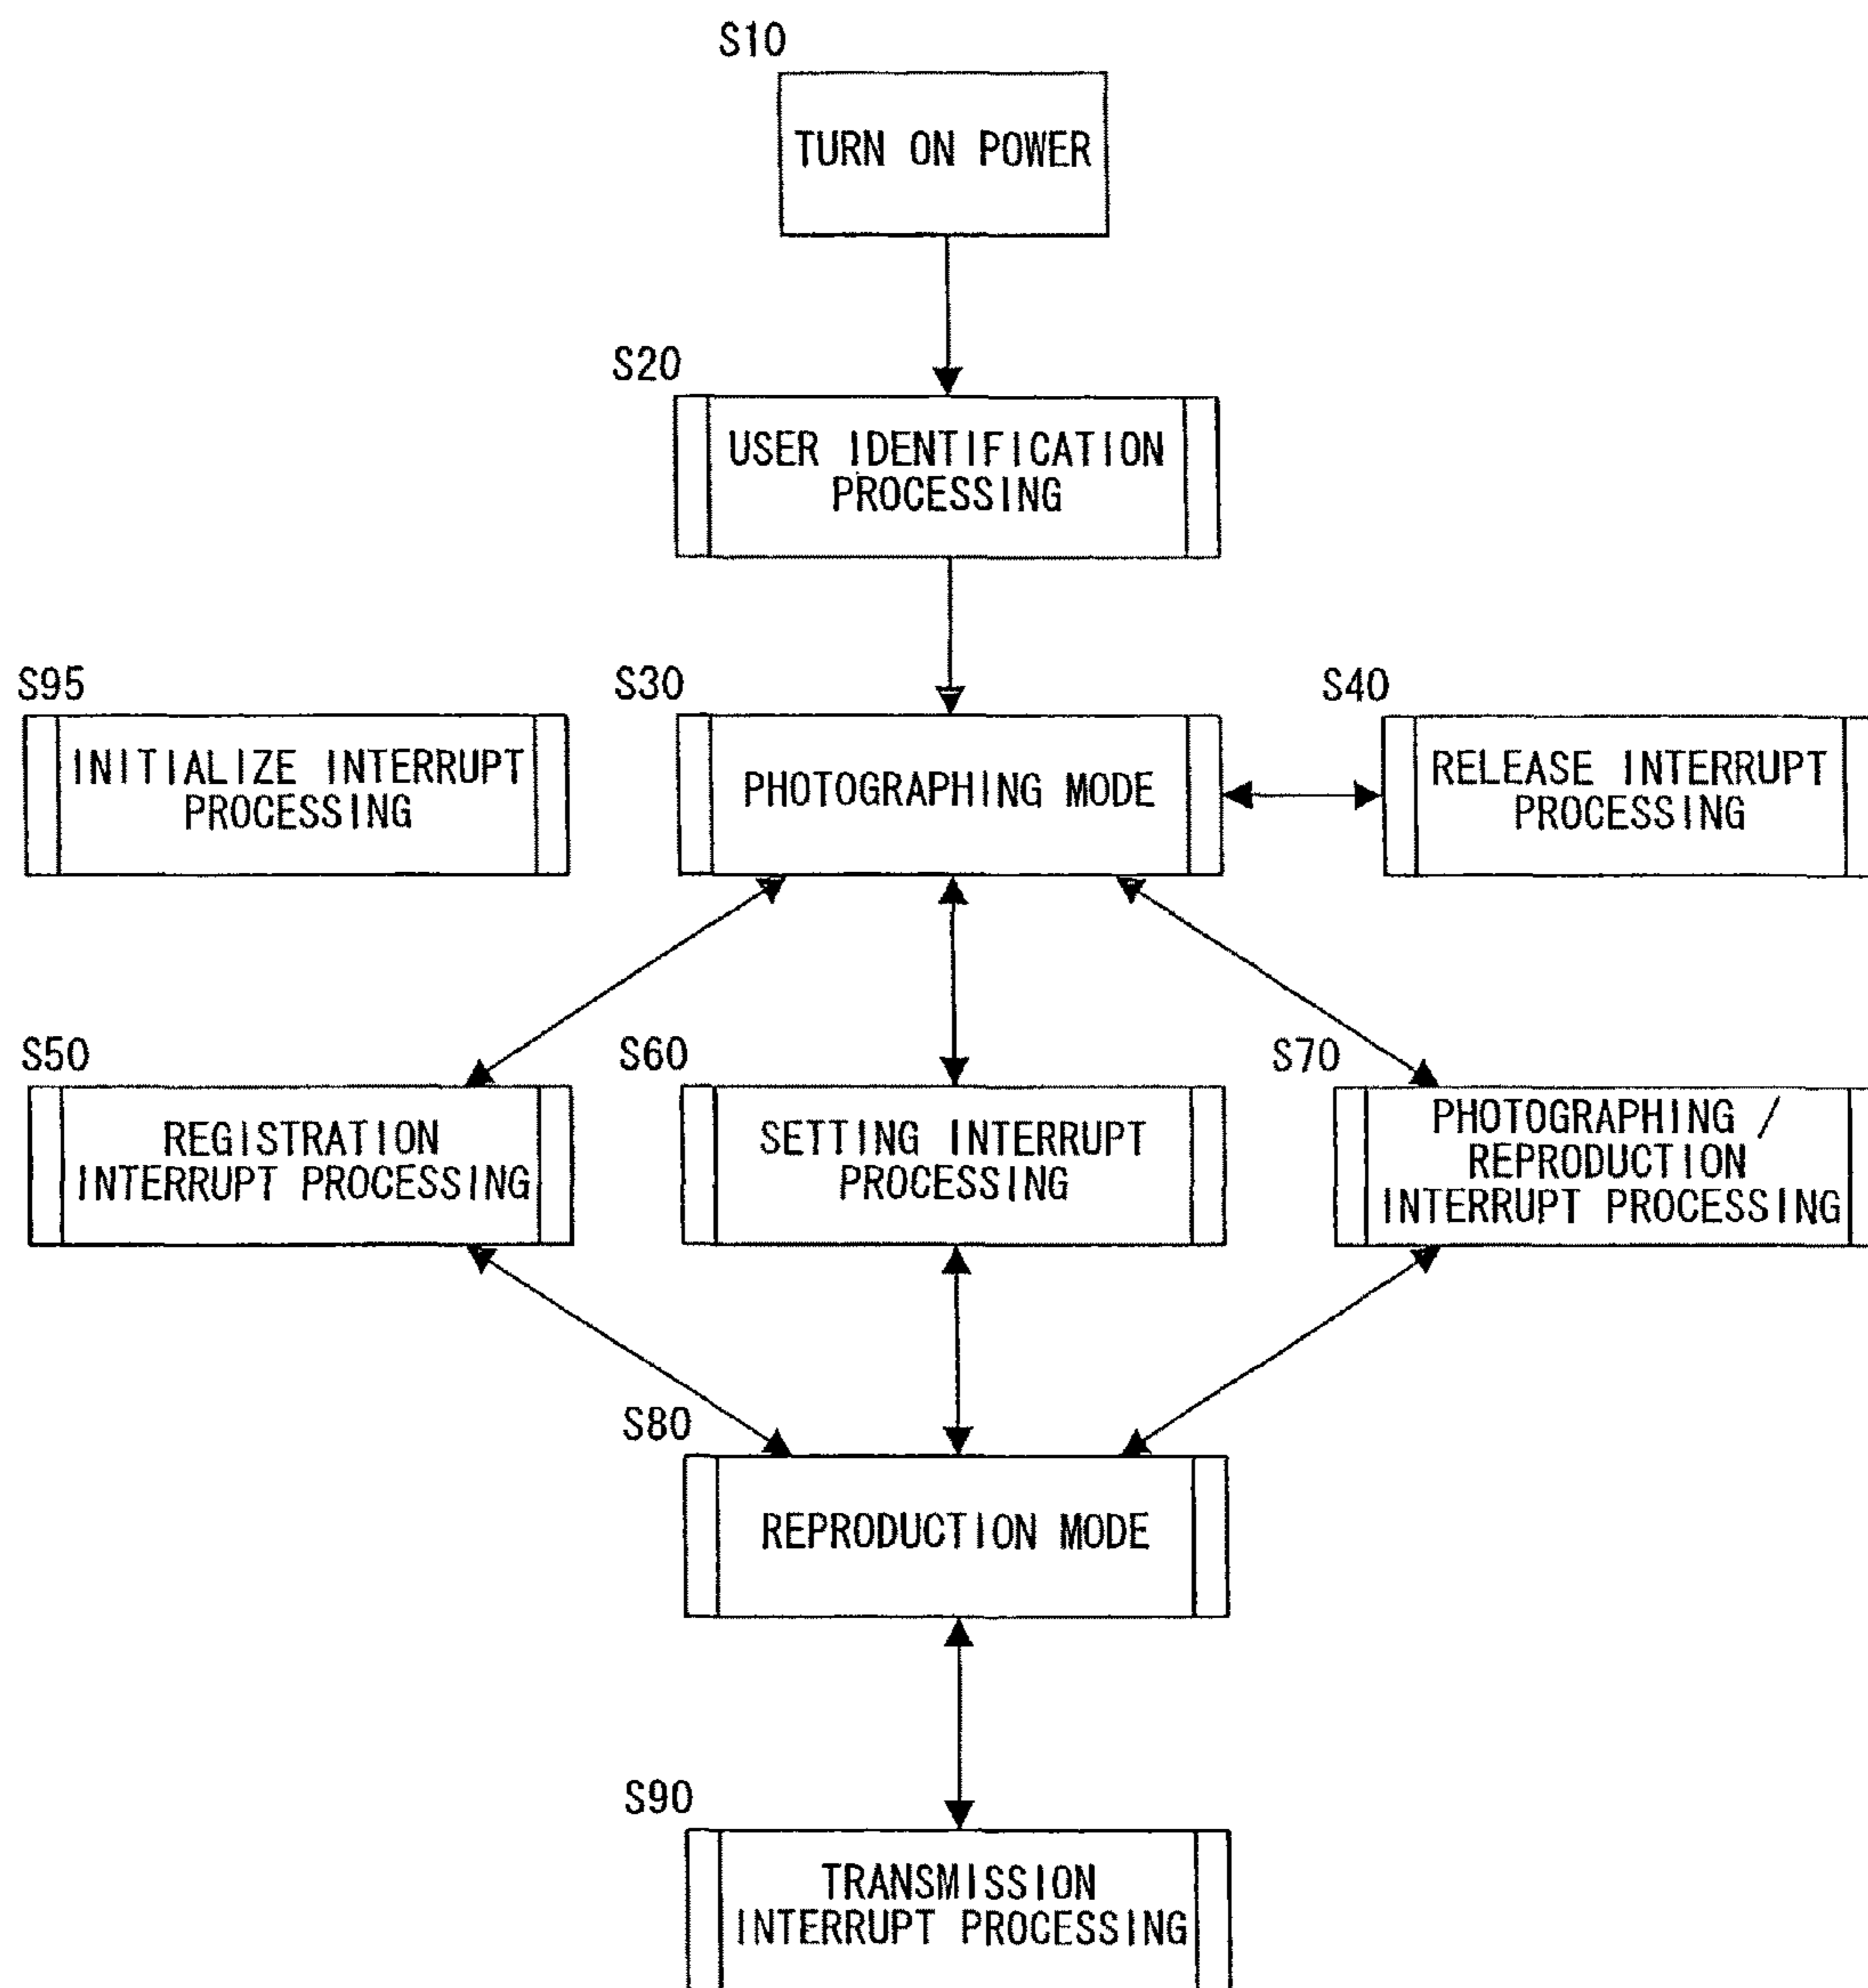 S10
TURN ON POWER
S20
USER IDENTIFICATION
PROCESSING
S95
INITIALIZE INTERRUPT
PROCESSING
S30
PHOTOGRAPHING MODE
S40
RELEASE INTERRUPT
PROCESSING
S50
REGISTRATION
INTERRUPT PROCESSING
S60
SETTING INTERRUPT
PROCESSING
S70
PHOTOGRAPHING /
REPRODUCTION
INTERRUPT PROCESSING
S80
REPRODUCTION MODE
S90
TRANSMISSION
INTERRUPT PROCESSING